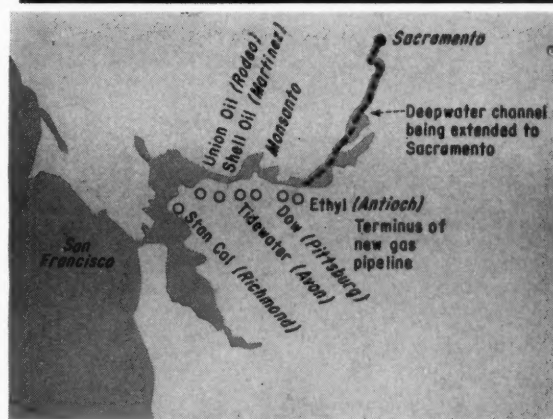 Sacramento
Deepwater channel
being extended to
Sacramento
Union Oil (Rodeo)
Shell Oil (Martinez)
Monsanto
Ethyl (Antioch)
Terminus of
new gas
pipeline
San
Francisco
Stan Cal (Richmond)
Tidewater (Avon)
Dow (Pittsburg)